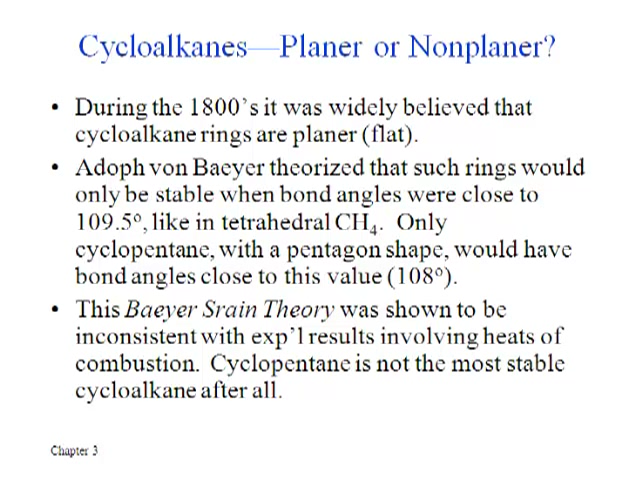 Cycloalkanes—Planer or Nonplaner?
• During the 1800's it was widely believed that
cycloalkane rings are planer (flat).
• Adoph von Baeyer theorized that such rings would
only be stable when bond angles were close to
109.5°, like in tetrahedral CH₄. Only
cyclopentane, with a pentagon shape, would have
bond angles close to this value (108°).
• This Baeyer Srain Theory was shown to be
inconsistent with exp'l results involving heats of
combustion. Cyclopentane is not the most stable
cycloalkane after all.
Chapter 3